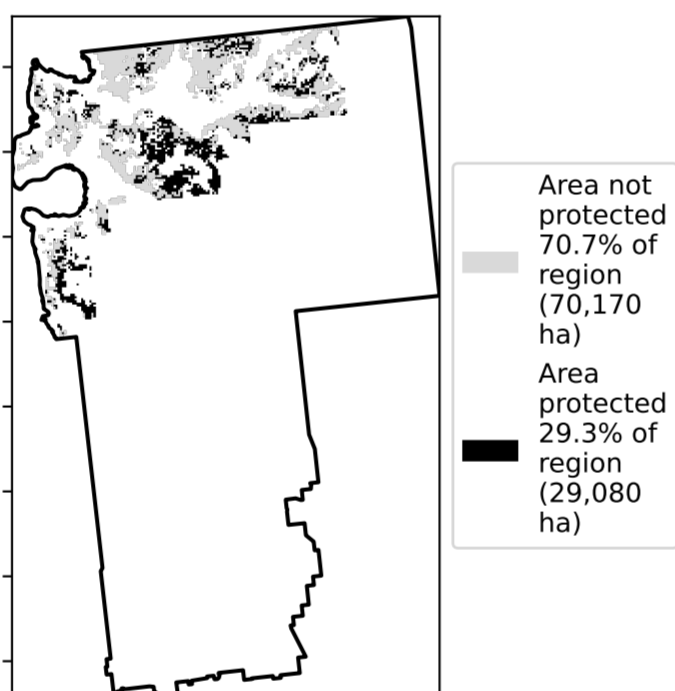 Area not
protected
70.7% of
region
(70,170
ha)
Area
protected
29.3% of
region
(29,080
ha)